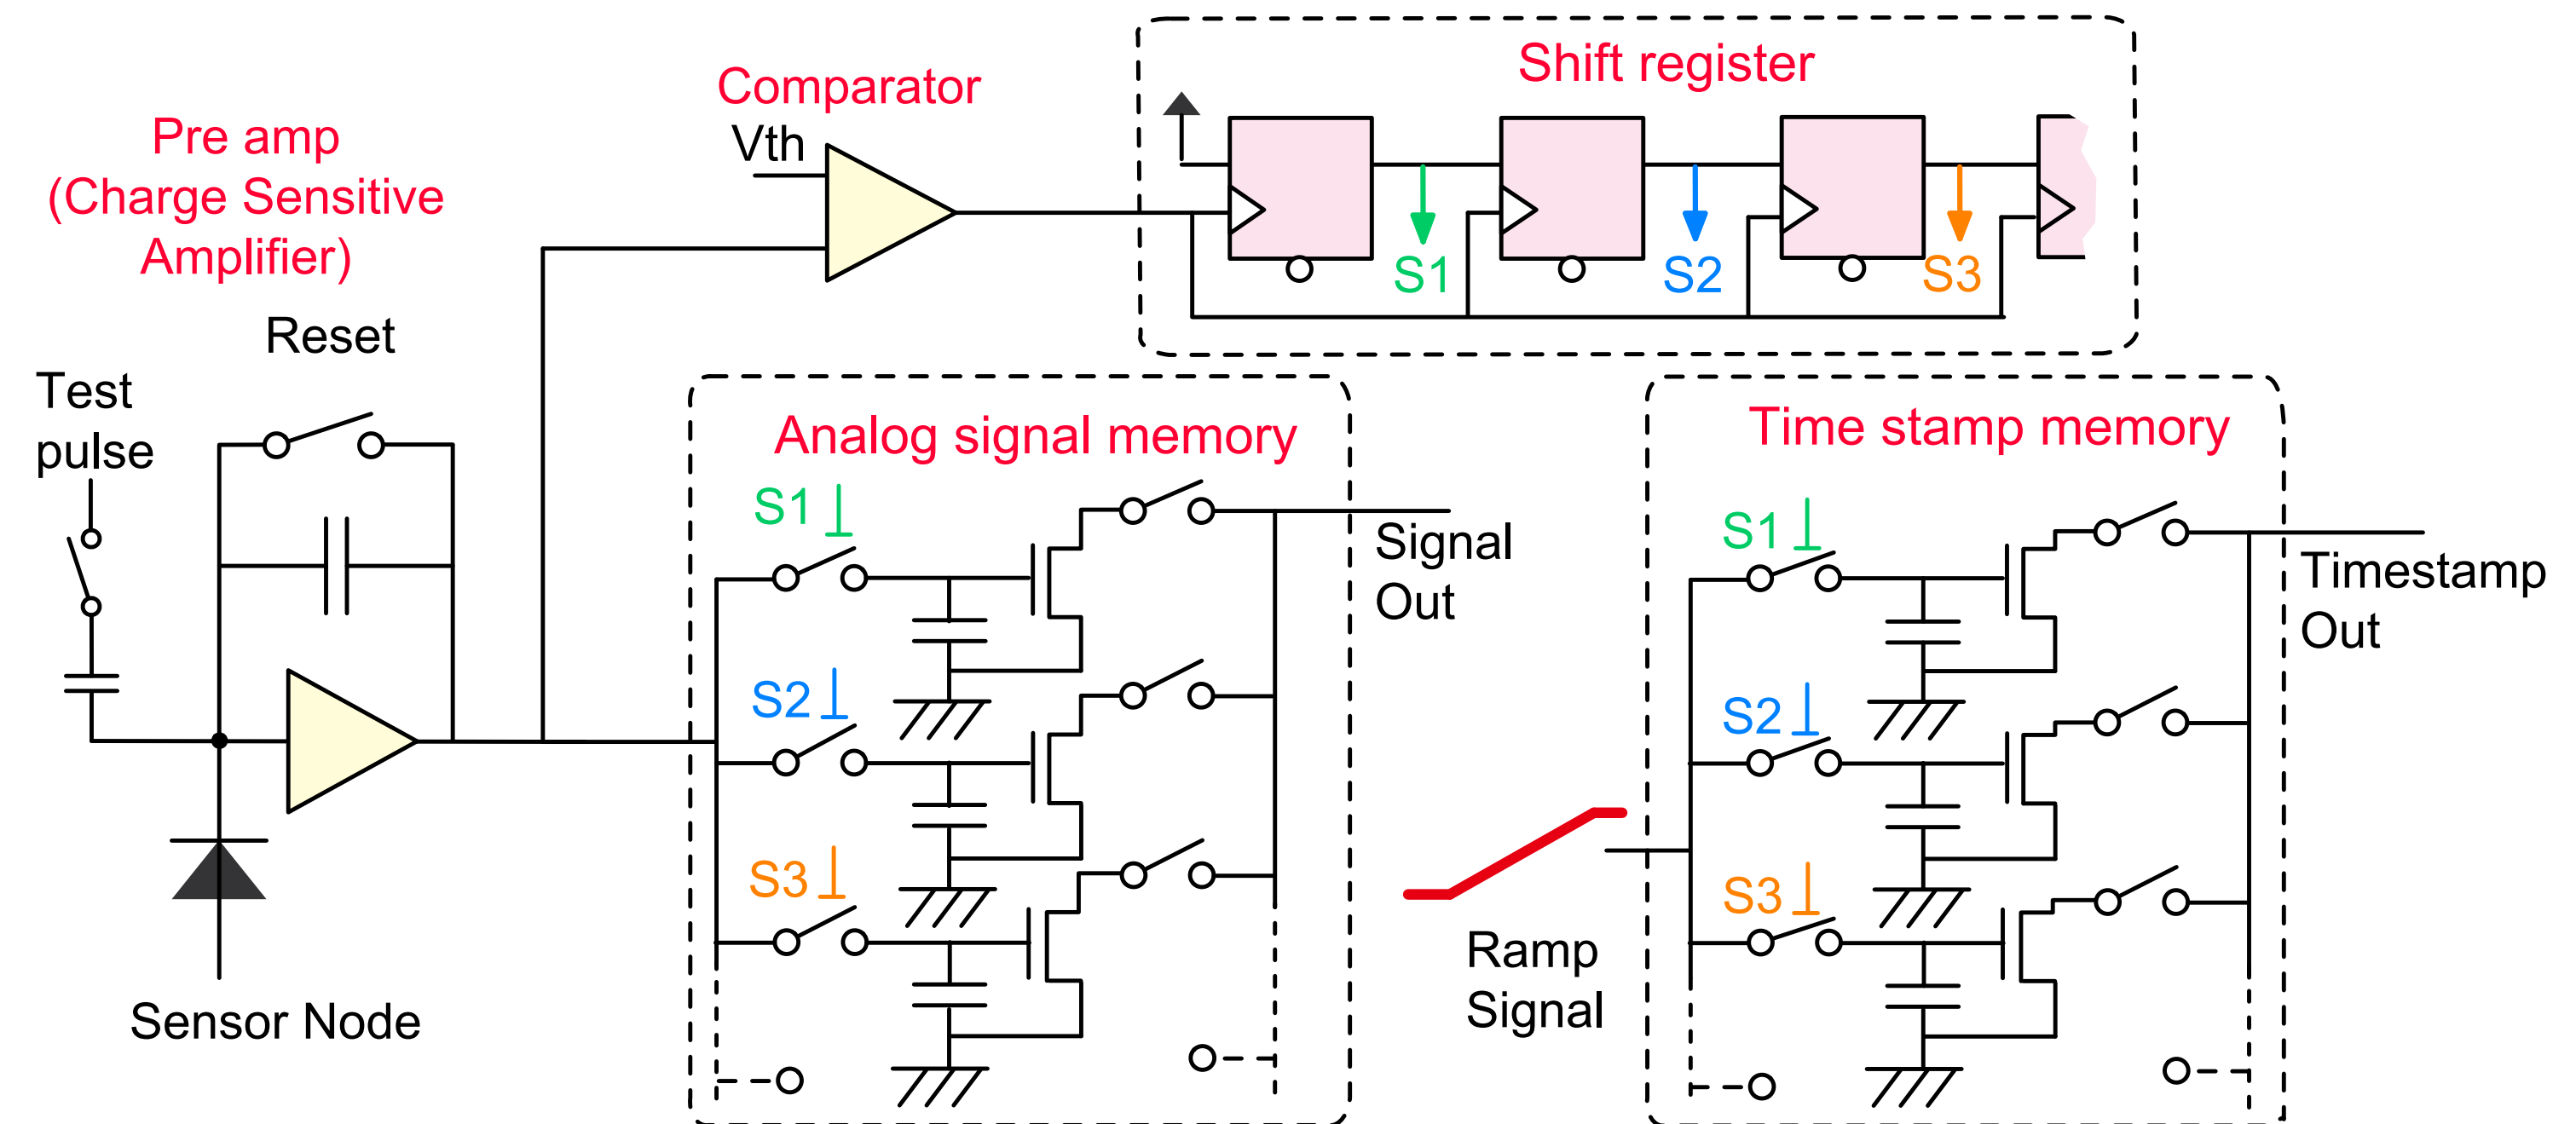 Shift register
Comparator
Vth
Pre amp
(Charge Sensitive
Amplifier)
S1
S2
S3
Reset
Test
pulse
Analog signal memory
Time stamp memory
S1
S2
S3
Signal
Out
S1
S2
S3
Timestamp
Out
Ramp
Signal
Sensor Node